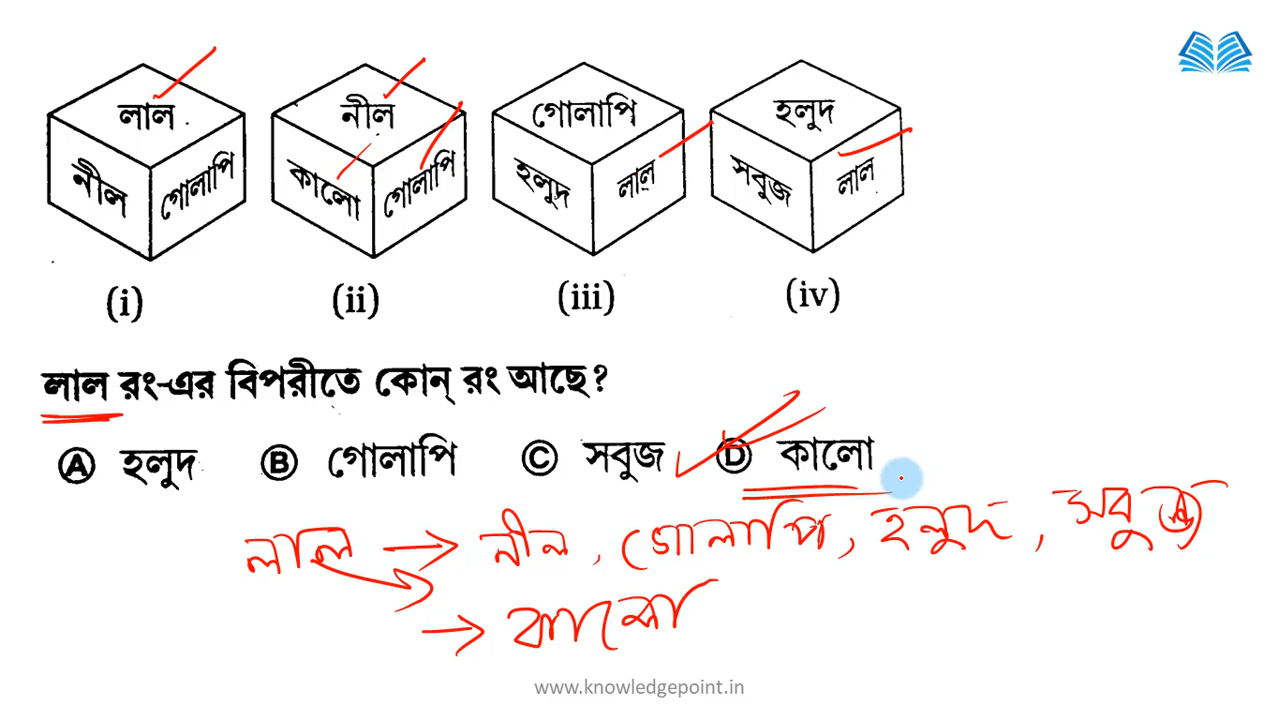 লাল নীল গোলাপি হলুদ
নীল গোলাপি কালো গোলাপি হলুদ লাল সবুজ লাল
(i) (ii) (iii) (iv)
লাল রং-এর বিপরীতে কোন্ রং আছে?
Ⓐ হলুদ Ⓑ গোলাপি Ⓒ সবুজ Ⓓ কালো
লাল → নীল, গোলাপি, হলুদ, সবুজ
→ কালো
www.knowledgepoint.in